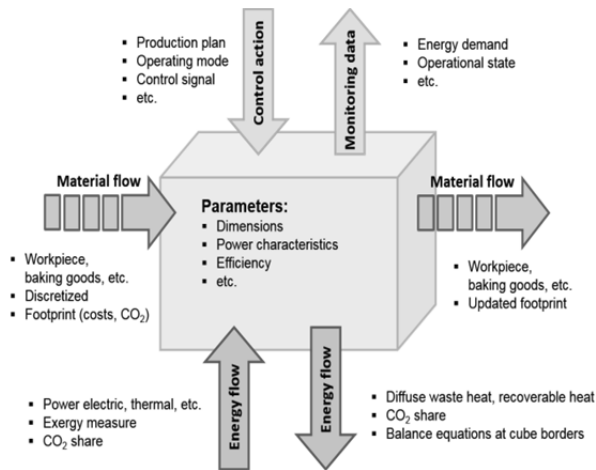 ▪ Production plan
▪ Operating mode
▪ Control signal
▪ etc.
Control action
Monitoring data
▪ Energy demand
▪ Operational state
▪ etc.
Material flow
▪ Workpiece,
baking goods, etc.
▪ Discretized
▪ Footprint (costs, CO₂)
Parameters:
▪ Dimensions
▪ Power characteristics
▪ Efficiency
▪ etc.
Material flow
▪ Workpiece,
baking goods, etc.
▪ Updated footprint
▪ Power electric, thermal, etc.
▪ Exergy measure
▪ CO₂ share
Energy flow
Energy flow
▪ Diffuse waste heat, recoverable heat
▪ CO₂ share
▪ Balance equations at cube borders